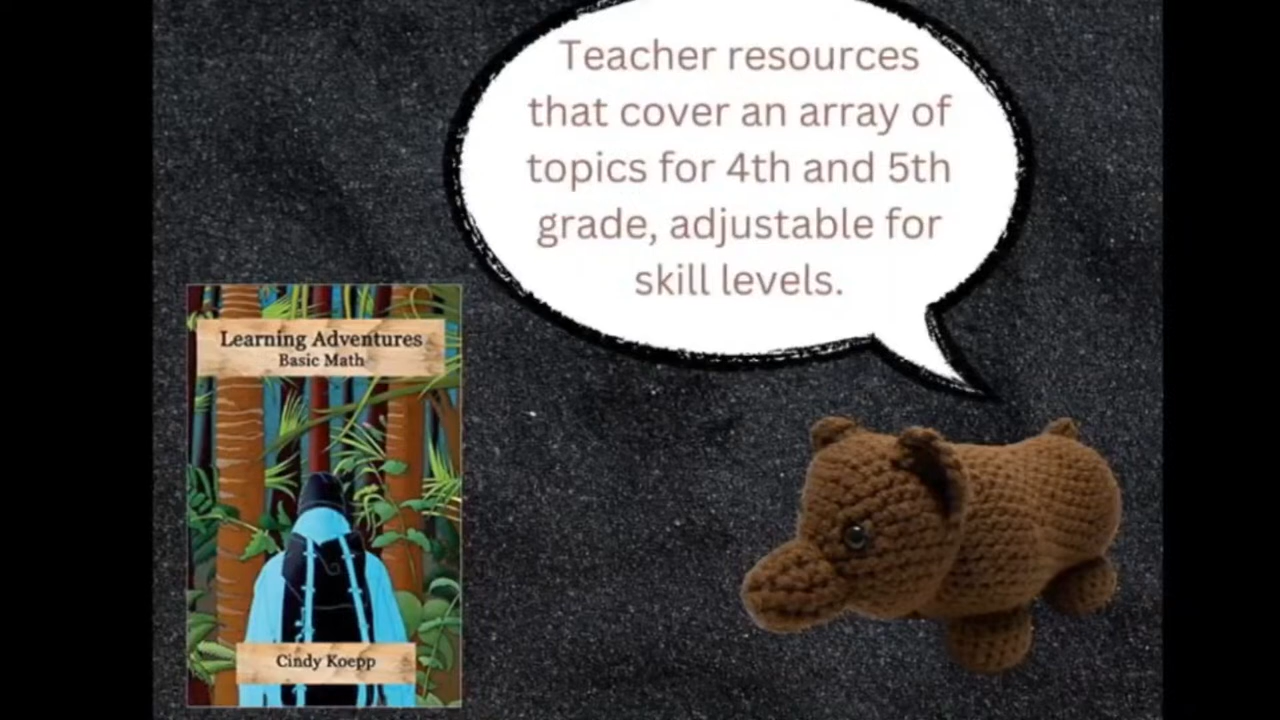 Teacher resources
that cover an array of
topics for 4th and 5th
grade, adjustable for
skill levels.
Learning Adventures
Basic Math
Cindy Koepp